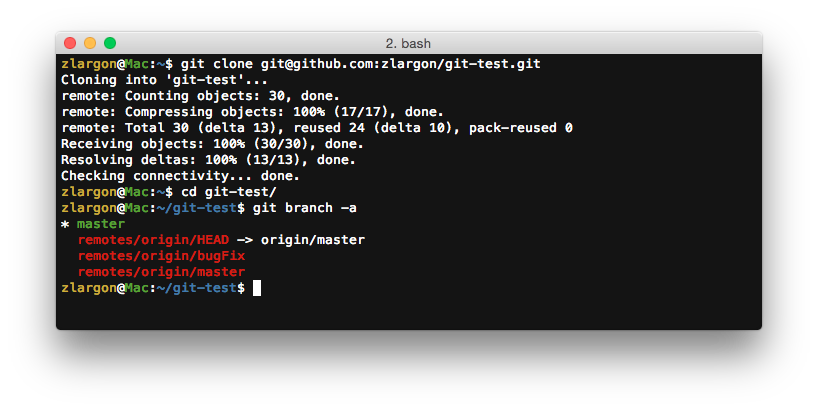 2. bash
zlargon@Mac:~$ git clone git@github.com:zlargon/git-test.git
Cloning into 'git-test'...
remote: Counting objects: 30, done.
remote: Compressing objects: 100% (17/17), done.
remote: Total 30 (delta 13), reused 24 (delta 10), pack-reused 0
Receiving objects: 100% (30/30), done.
Resolving deltas: 100% (13/13), done.
Checking connectivity... done.
zlargon@Mac:~$ cd git-test/
zlargon@Mac:~/git-test$ git branch -a
* master
  remotes/origin/HEAD -> origin/master
  remotes/origin/bugFix
  remotes/origin/master
zlargon@Mac:~/git-test$